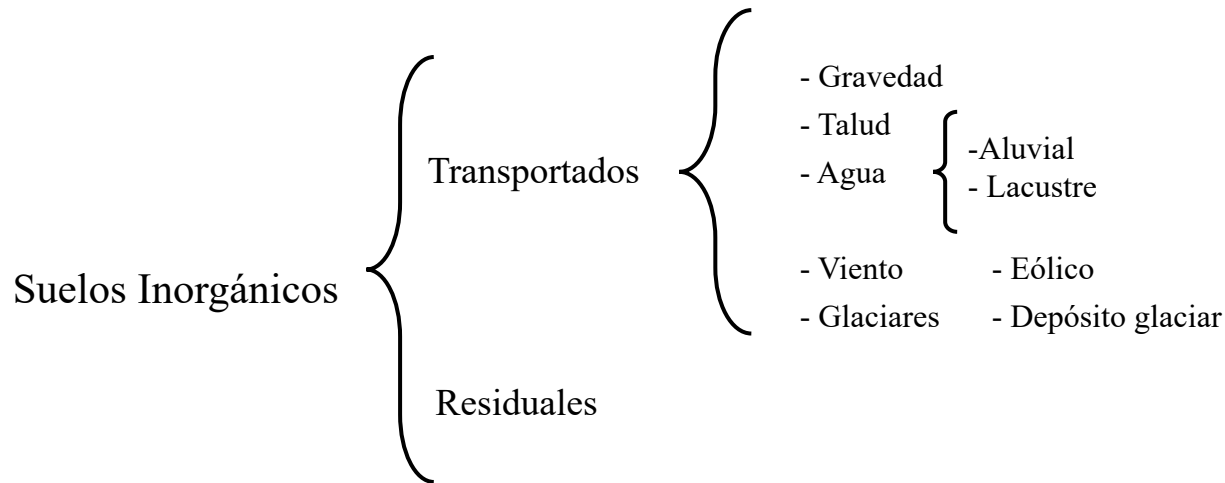 Suelos Inorgánicos
Transportados
- Gravedad
- Talud
- Agua
-Aluvial
- Lacustre
- Viento - Eólico
- Glaciares - Depósito glaciar
Residuales